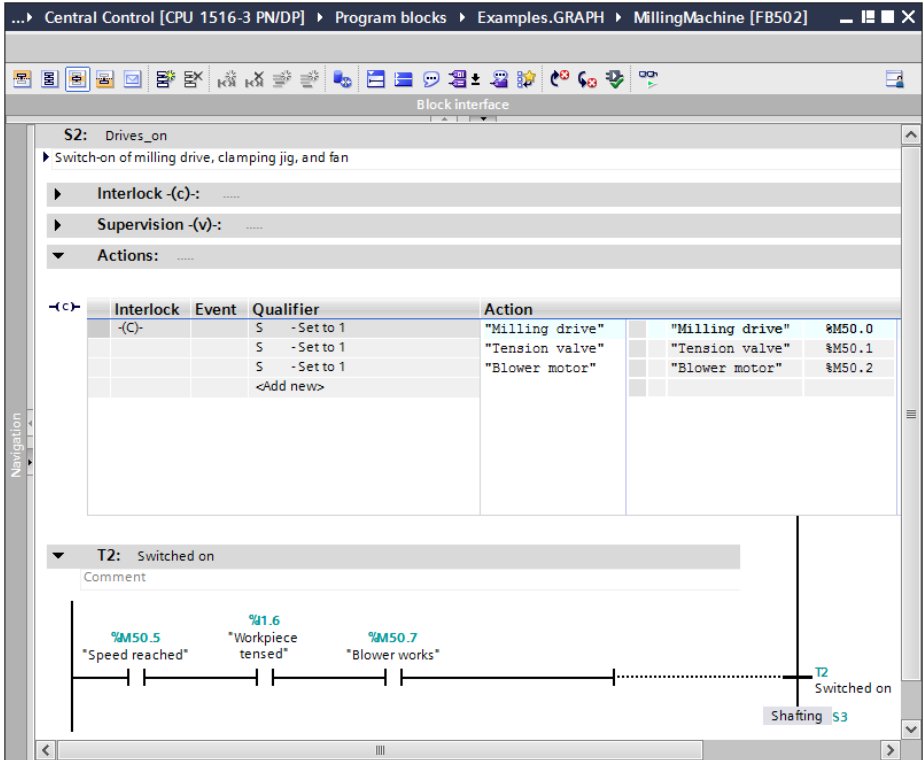 ...▸ Central Control [CPU 1516-3 PN/DP] ▸ Program blocks ▸ Examples.GRAPH ▸ MillingMachine [FB502]
Block interface
Navigation
S2: Drives_on
Switch-on of milling drive, clamping jig, and fan
Interlock -(c)-: .....
Supervision -(v)-: .....
Actions: .....
-(c)- Interlock Event Qualifier Action
-(C)- S - Set to 1 "Milling drive" "Milling drive" %M50.0
S - Set to 1 "Tension valve" "Tension valve" %M50.1
S - Set to 1 "Blower motor" "Blower motor" %M50.2
<Add new>
T2: Switched on
Comment
%M50.5 %I1.6 %M50.7
"Speed reached" "Workpiece tensed" "Blower works"
T2
Switched on
Shafting S3